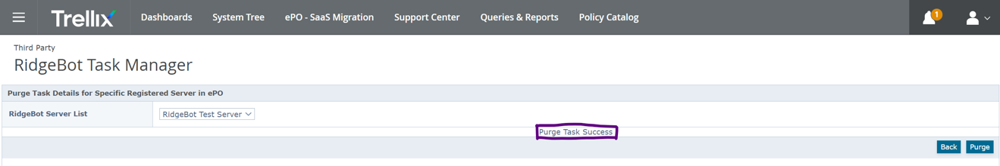 Trellix
Dashboards System Tree ePO - SaaS Migration Support Center Queries & Reports Policy Catalog
1
Third Party
RidgeBot Task Manager
Purge Task Details for Specific Registered Server in ePO
RidgeBot Server List RidgeBot Test Server
Purge Task Success
Back Purge